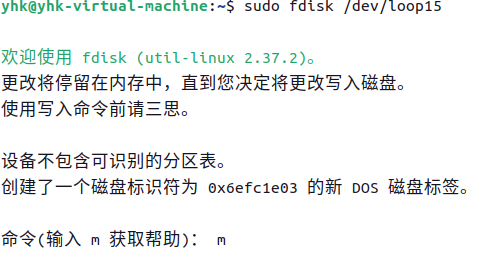 yhk@yhk-virtual-machine:~$ sudo fdisk /dev/loop15
欢迎使用 fdisk (util-linux 2.37.2)。
更改将停留在内存中，直到您决定将更改写入磁盘。
使用写入命令前请三思。
设备不包含可识别的分区表。
创建了一个磁盘标识符为 0x6efc1e03 的新 DOS 磁盘标签。
命令(输入 m 获取帮助)： m